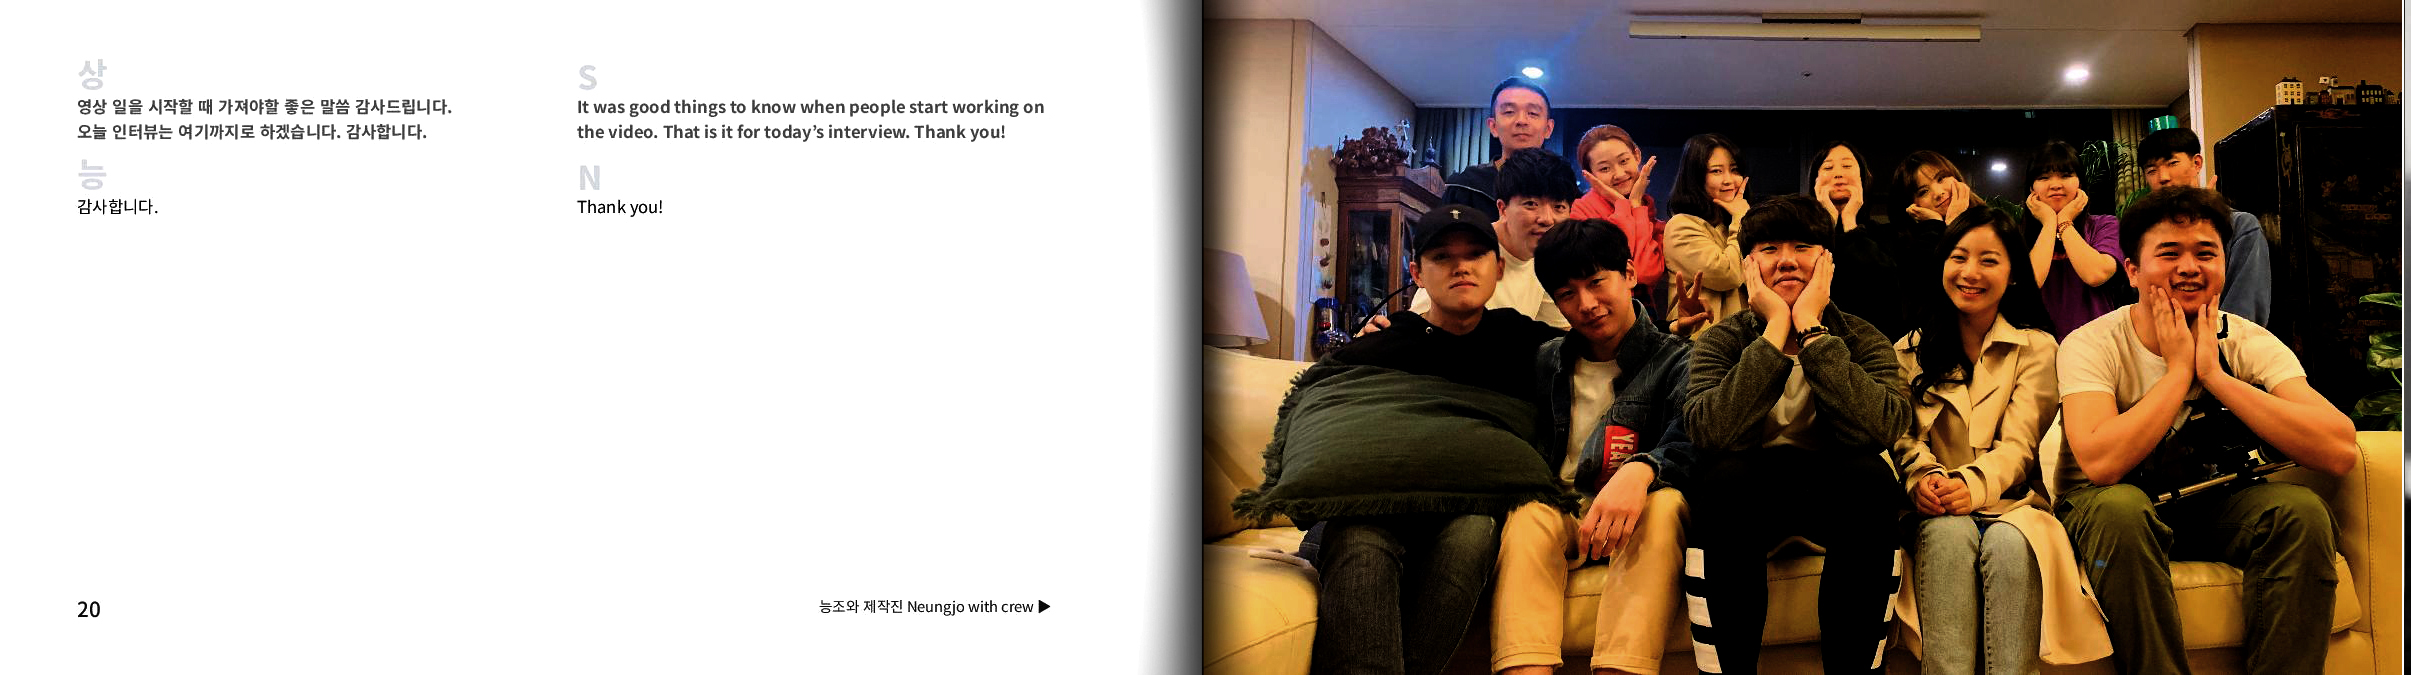 상
영상 일을 시작할 때 가져야할 좋은 말씀 감사드립니다.
오늘 인터뷰는 여기까지로 하겠습니다. 감사합니다.
능
감사합니다.
S
It was good things to know when people start working on
the video. That is it for today’s interview. Thank you!
N
Thank you!
20
능조와 제작진 Neungjo with crew ▶
YEAH